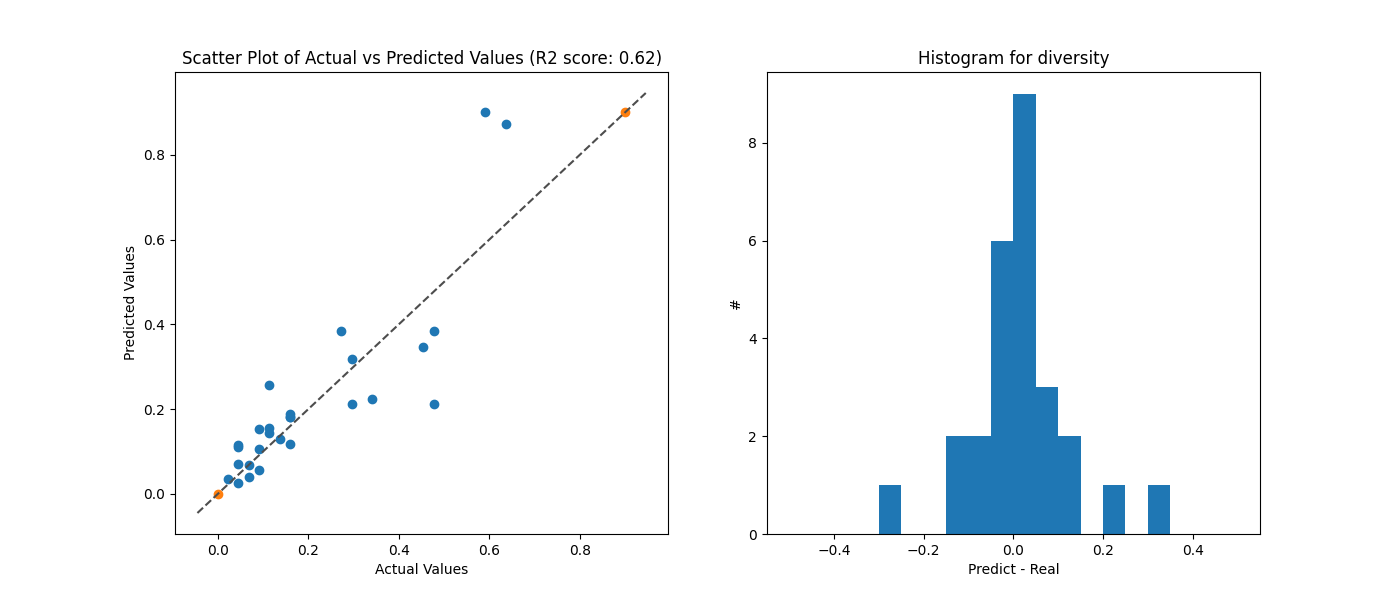 Scatter Plot of Actual vs Predicted Values (R2 score: 0.62)
Predicted Values
0.8
0.6
0.4
0.2
0.0
0.0 0.2 0.4 0.6 0.8
Actual Values
Histogram for diversity
#
8
6
4
2
0
−0.4 −0.2 0.0 0.2 0.4
Predict - Real